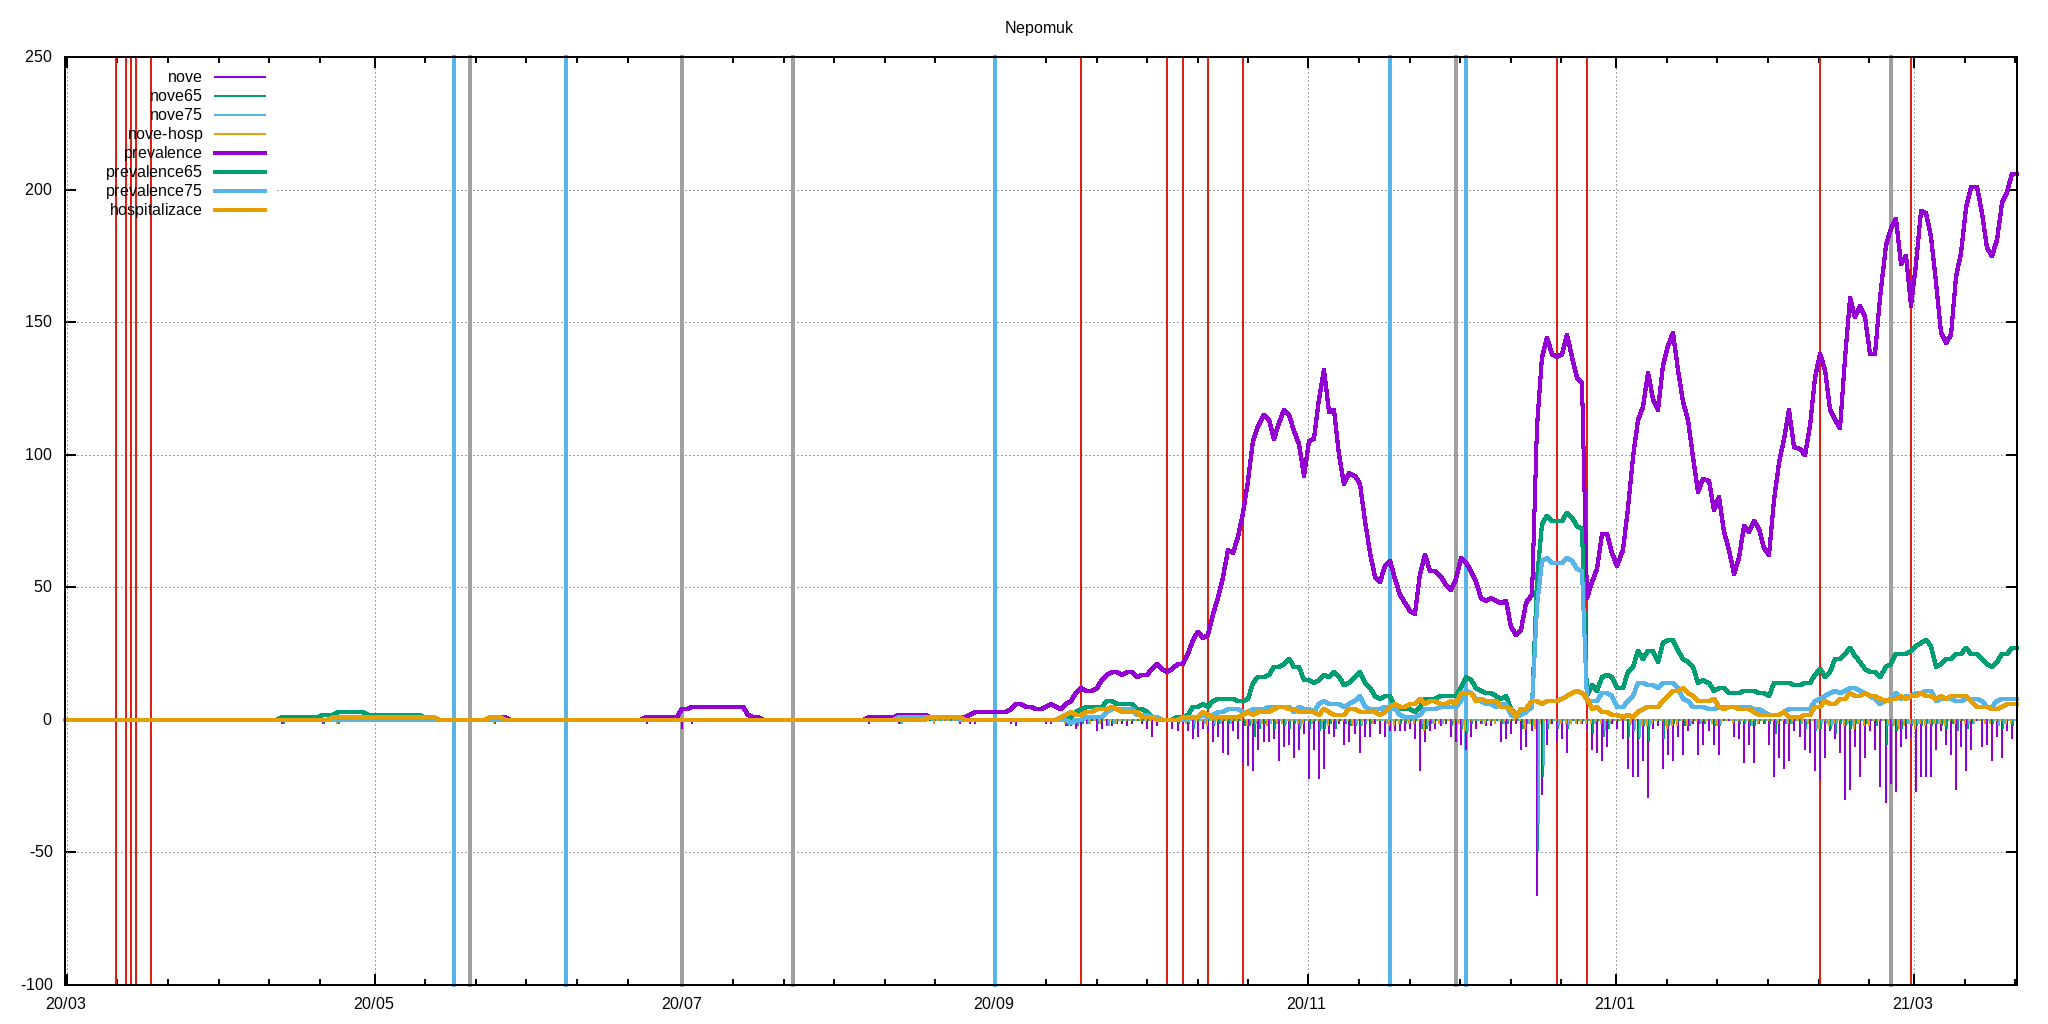 Nepomuk
250
200
150
100
50
0
-50
-100
nove
nove65
nove75
nove-hosp
prevalence
prevalence65
prevalence75
hospitalizace
20/03 20/05 20/07 20/09 20/11 21/01 21/03